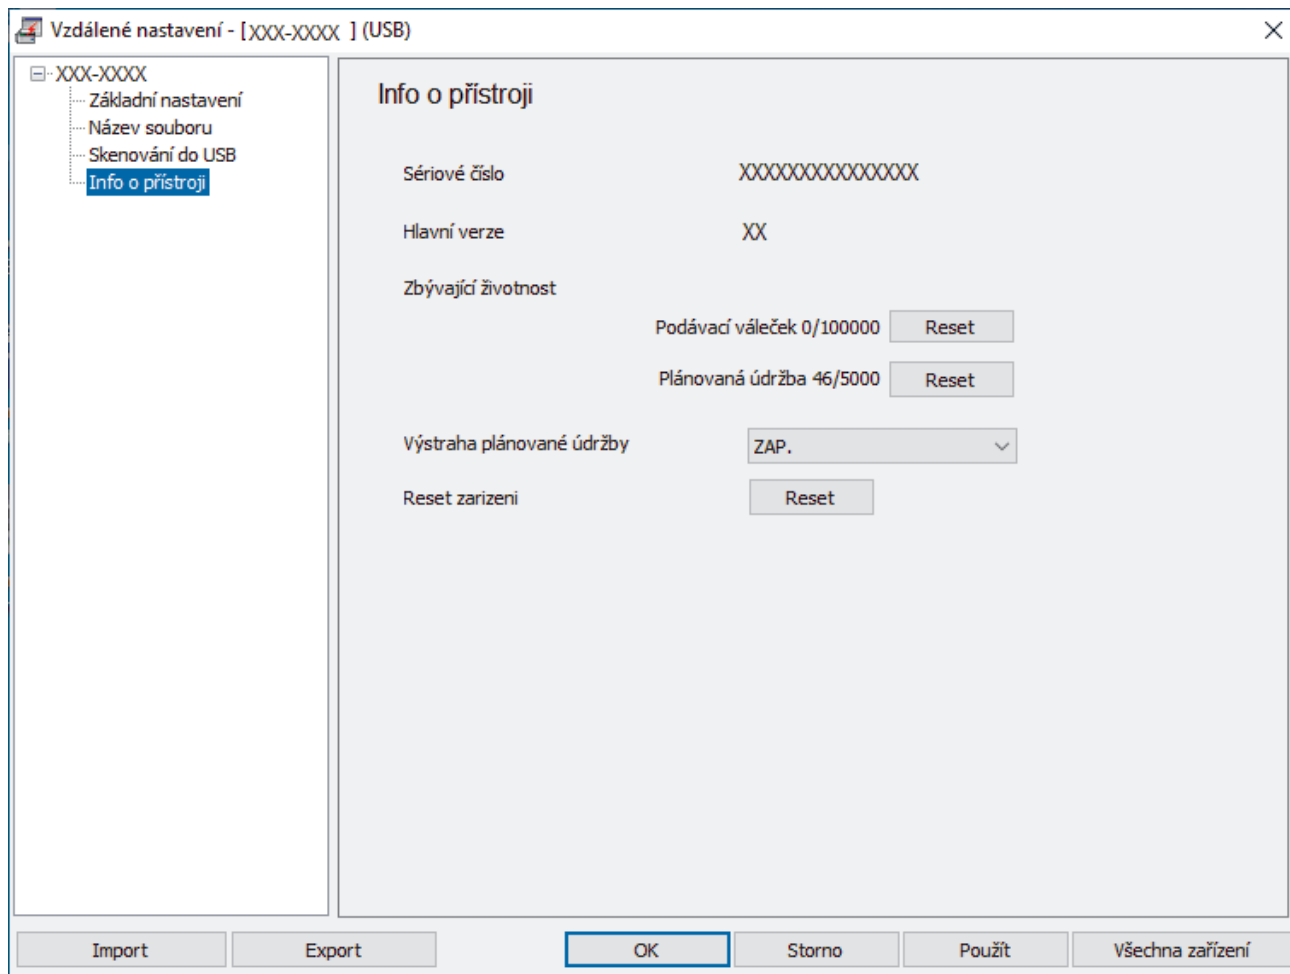 Vzdálené nastavení - [XXX-XXXX ] (USB)
XXX-XXXX
Základní nastavení
Název souboru
Skenování do USB
Info o přístroji
Info o přístroji
Sériové číslo XXXXXXXXXXXXXXX
Hlavní verze XX
Zbývající životnost
Podávací váleček 0/100000 Reset
Plánovaná údržba 46/5000 Reset
Výstraha plánované údržby ZAP.
Reset zarizeni Reset
Import Export OK Storno Použít Všechna zařízení